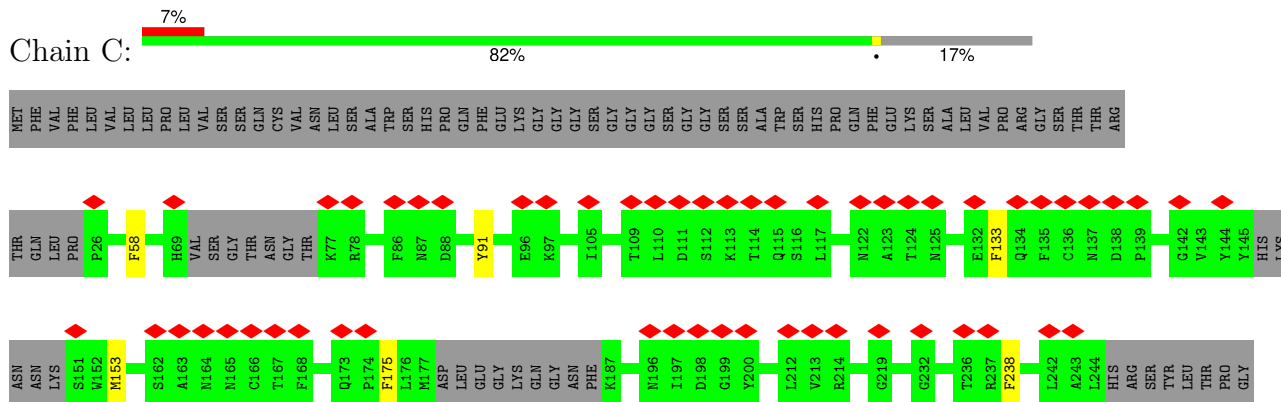 7%
Chain C:
82%
•
17%
MET PHE VAL PHE LEU VAL LEU LEU PRO LEU VAL SER SER GLN CYS VAL ASN LEU SER ALA TRP SER HIS PRO GLN PHE GLU LYS GLY GLY GLY SER GLY GLY GLY SER GLY GLY SER SER ALA TRP SER HIS PRO GLN PHE GLU LYS SER ALA LEU VAL PRO ARG GLY SER THR THR ARG
THR GLN LEU PRO P26 F58 H69 VAL SER GLY THR ASN GLY THR K77 R78 F86 N87 D88 Y91 E96 K97 I105 T109 L110 D111 S112 K113 T114 Q115 S116 L117 N122 A123 T124 N125 E132 F133 Q134 F135 C136 N137 D138 P139 G142 V143 Y144 Y145 HIS LYS
ASN ASN LYS S151 W152 M153 S162 A163 N164 N165 C166 T167 F168 Q173 P174 F175 L176 M177 ASP LEU GLU GLY LYS GLN GLY ASN PHE K187 N196 I197 D198 G199 Y200 L212 V213 R214 G219 G232 T236 R237 F238 L242 A243 L244 HIS ARG SER TYR LEU THR PRO GLY